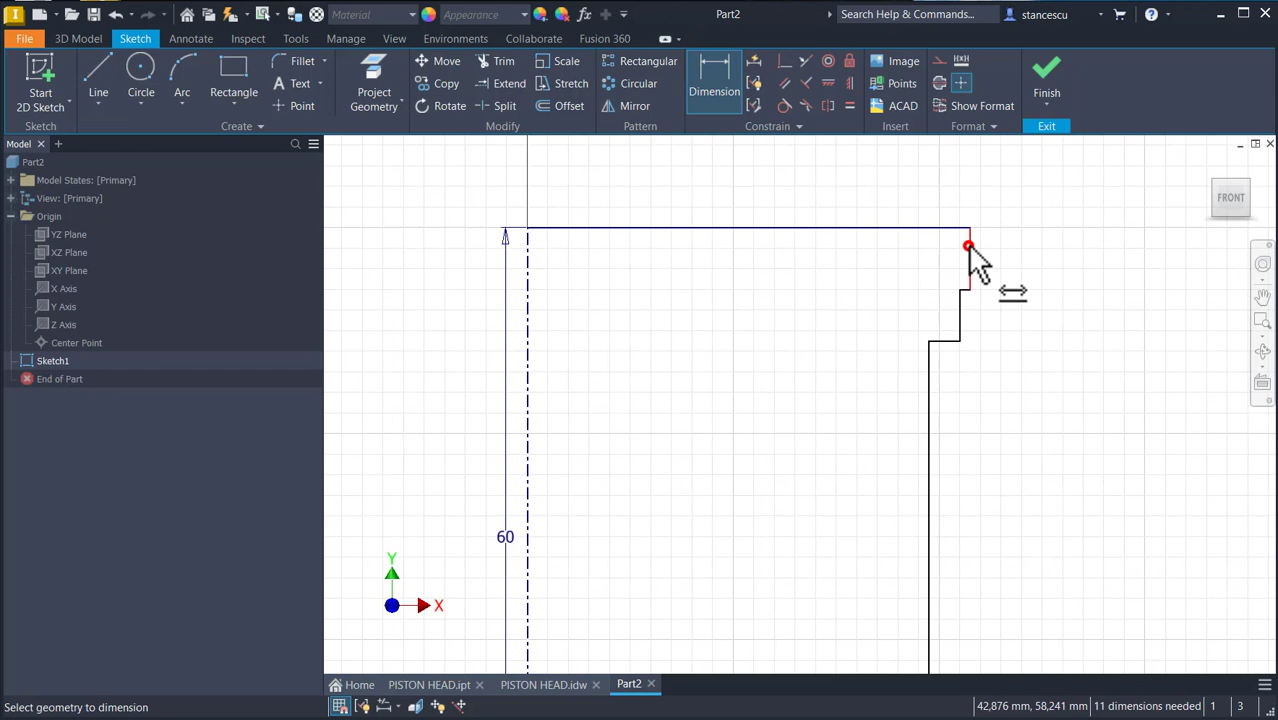 Material
Appearance
Part2
Search Help & Commands...
stancescu
File
3D Model
Sketch
Annotate
Inspect
Tools
Manage
View
Environments
Collaborate
Fusion 360
Start
2D Sketch
Line
Circle
Arc
Rectangle
Fillet
Text
Point
Project
Geometry
Move
Trim
Scale
Copy
Extend
Stretch
Rotate
Split
Offset
Rectangular
Circular
Mirror
Dimension
Image
Points
ACAD
Show Format
Finish
Sketch
Create
Modify
Pattern
Constrain
Insert
Format
Exit
Model
Part2
Model States: [Primary]
View: [Primary]
Origin
YZ Plane
XZ Plane
XY Plane
X Axis
Y Axis
Z Axis
Center Point
Sketch1
End of Part
FRONT
60
Y
X
Home
PISTON HEAD.ipt
PISTON HEAD.idw
Part2
Select geometry to dimension
42,876 mm, 58,241 mm
11 dimensions needed
1
3